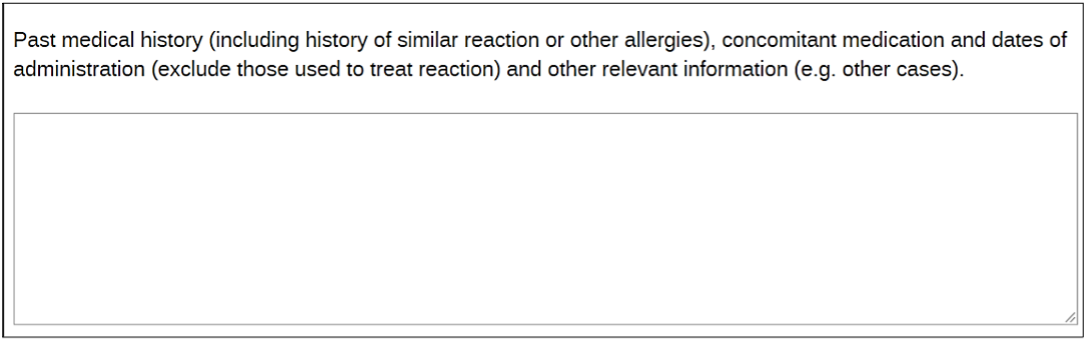 Past medical history (including history of similar reaction or other allergies), concomitant medication and dates of
administration (exclude those used to treat reaction) and other relevant information (e.g. other cases).